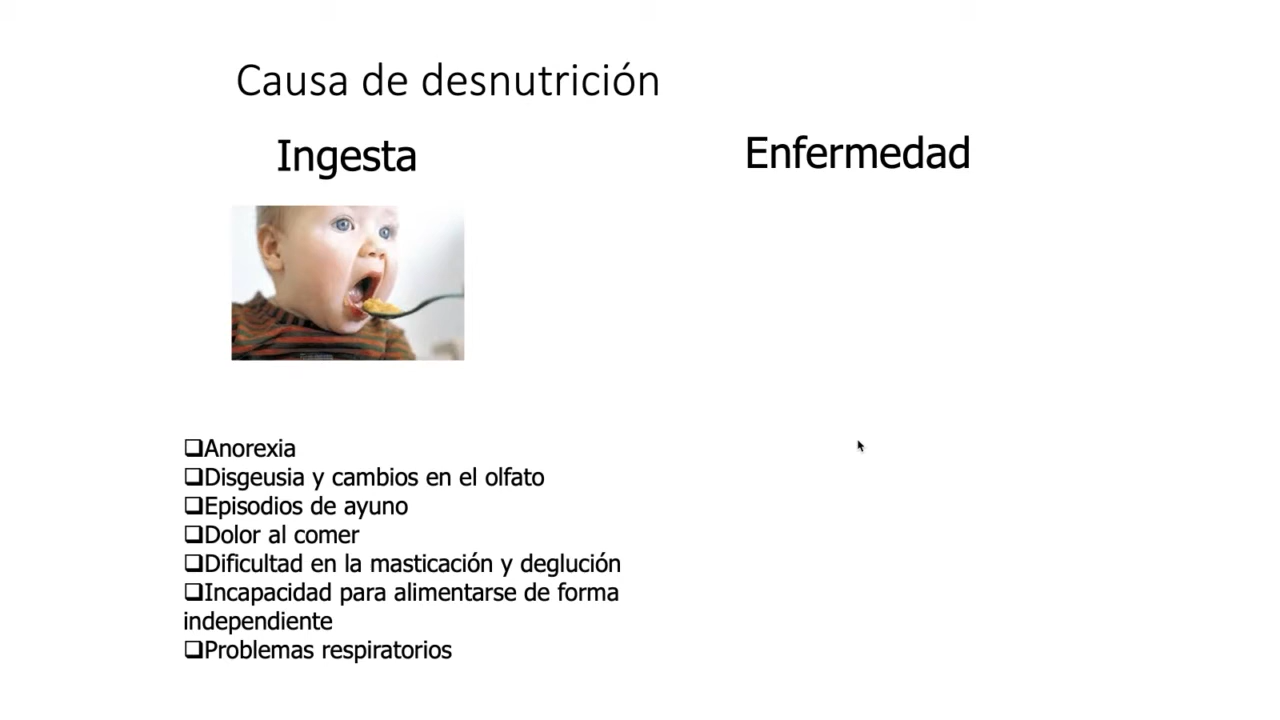 Causa de desnutrición
Ingesta
Enfermedad
❑Anorexia
❑Disgeusia y cambios en el olfato
❑Episodios de ayuno
❑Dolor al comer
❑Dificultad en la masticación y deglución
❑Incapacidad para alimentarse de forma
independiente
❑Problemas respiratorios